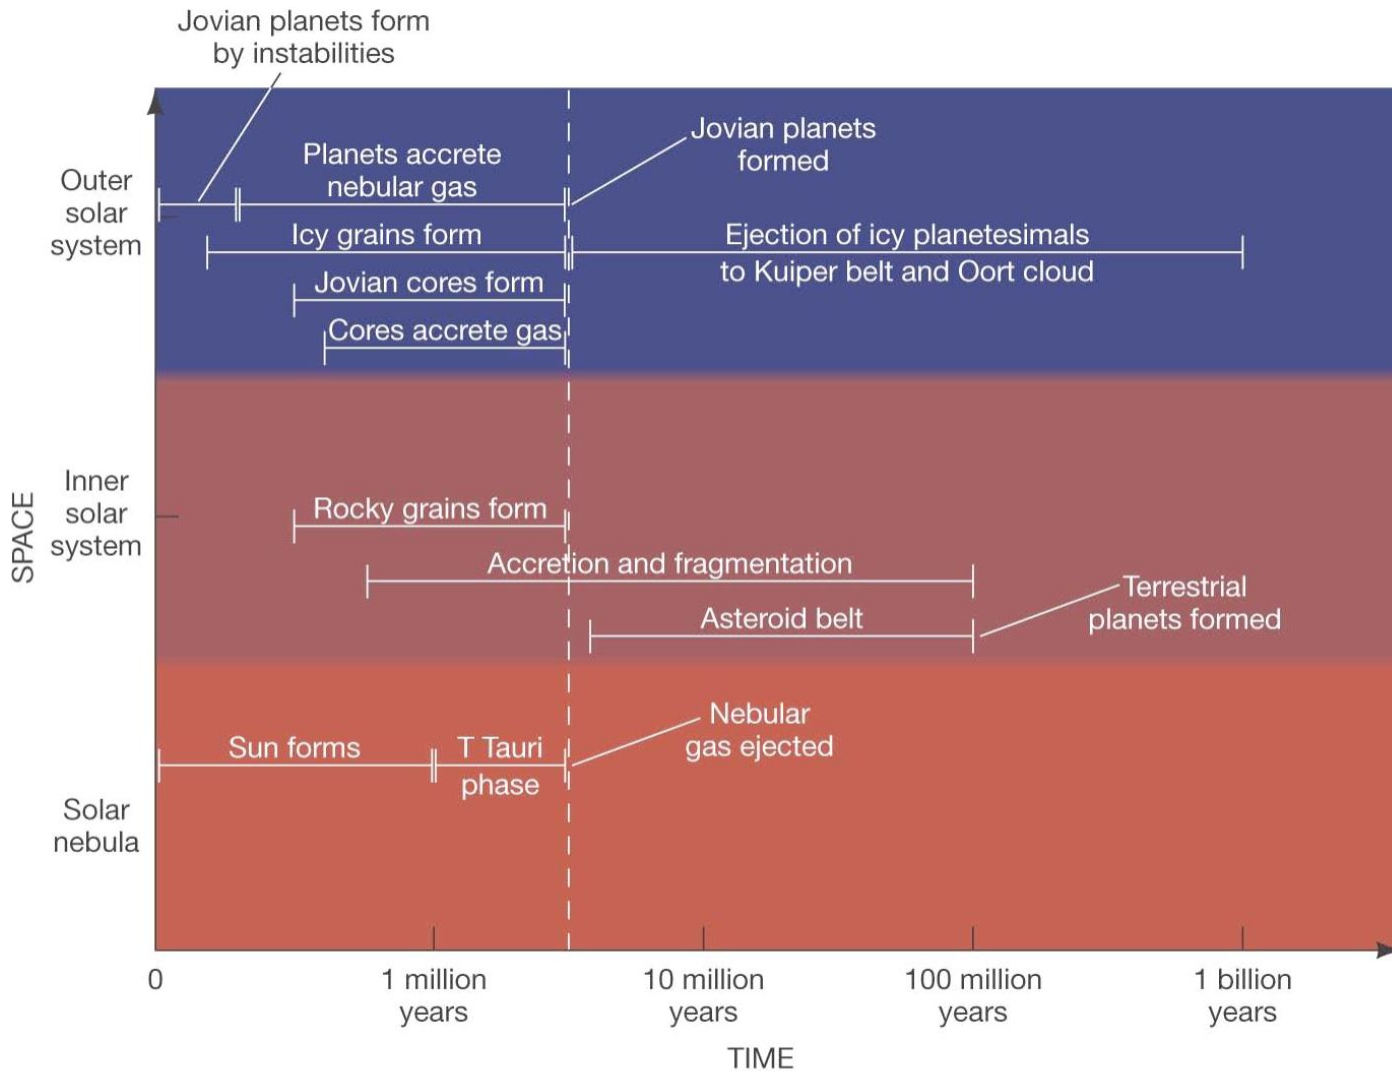 Jovian planets form
by instabilities
Outer
solar
system
Planets accrete
nebular gas
Jovian planets
formed
Icy grains form
Ejection of icy planetesimals
to Kuiper belt and Oort cloud
Jovian cores form
Cores accrete gas
SPACE
Inner
solar
system
Rocky grains form
Accretion and fragmentation
Asteroid belt
Terrestrial
planets formed
Solar
nebula
Sun forms
T Tauri
phase
Nebular
gas ejected
0
1 million
years
10 million
years
100 million
years
1 billion
years
TIME